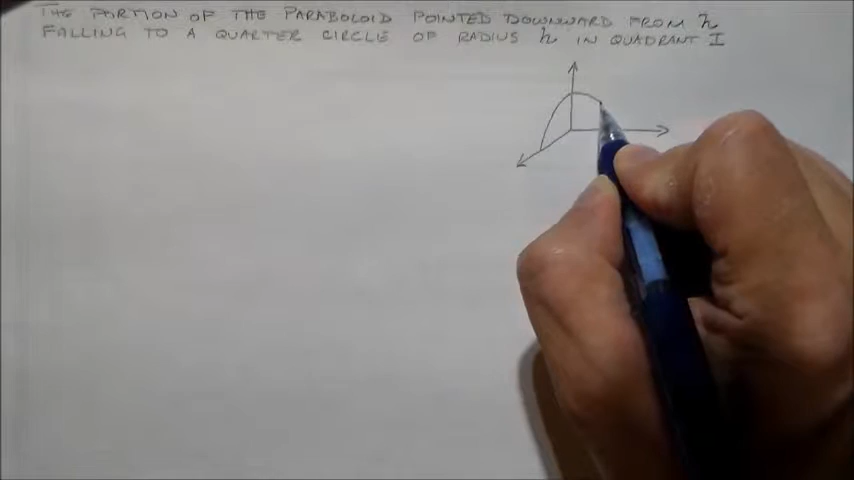 THE PORTION OF THE PARABOLOID POINTED DOWNWARD FROM h
FALLING TO A QUARTER CIRCLE OF RADIUS h IN QUADRANT I